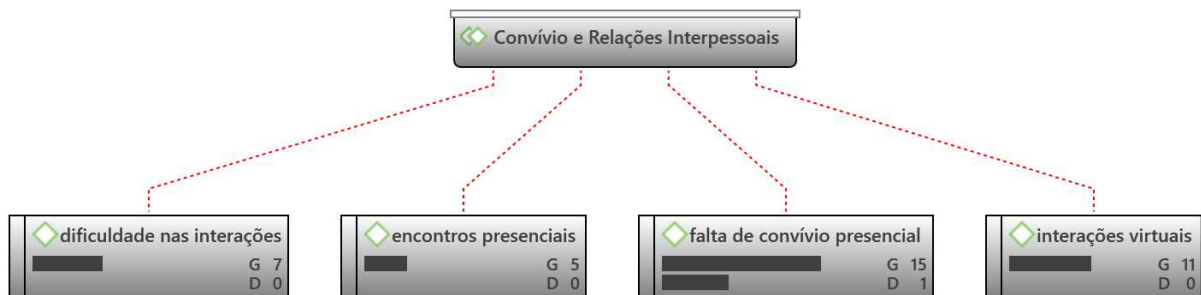 Convívio e Relações Interpessoais
dificuldade nas interações
G 7
D 0
encontros presenciais
G 5
D 0
falta de convívio presencial
G 15
D 1
interações virtuais
G 11
D 0